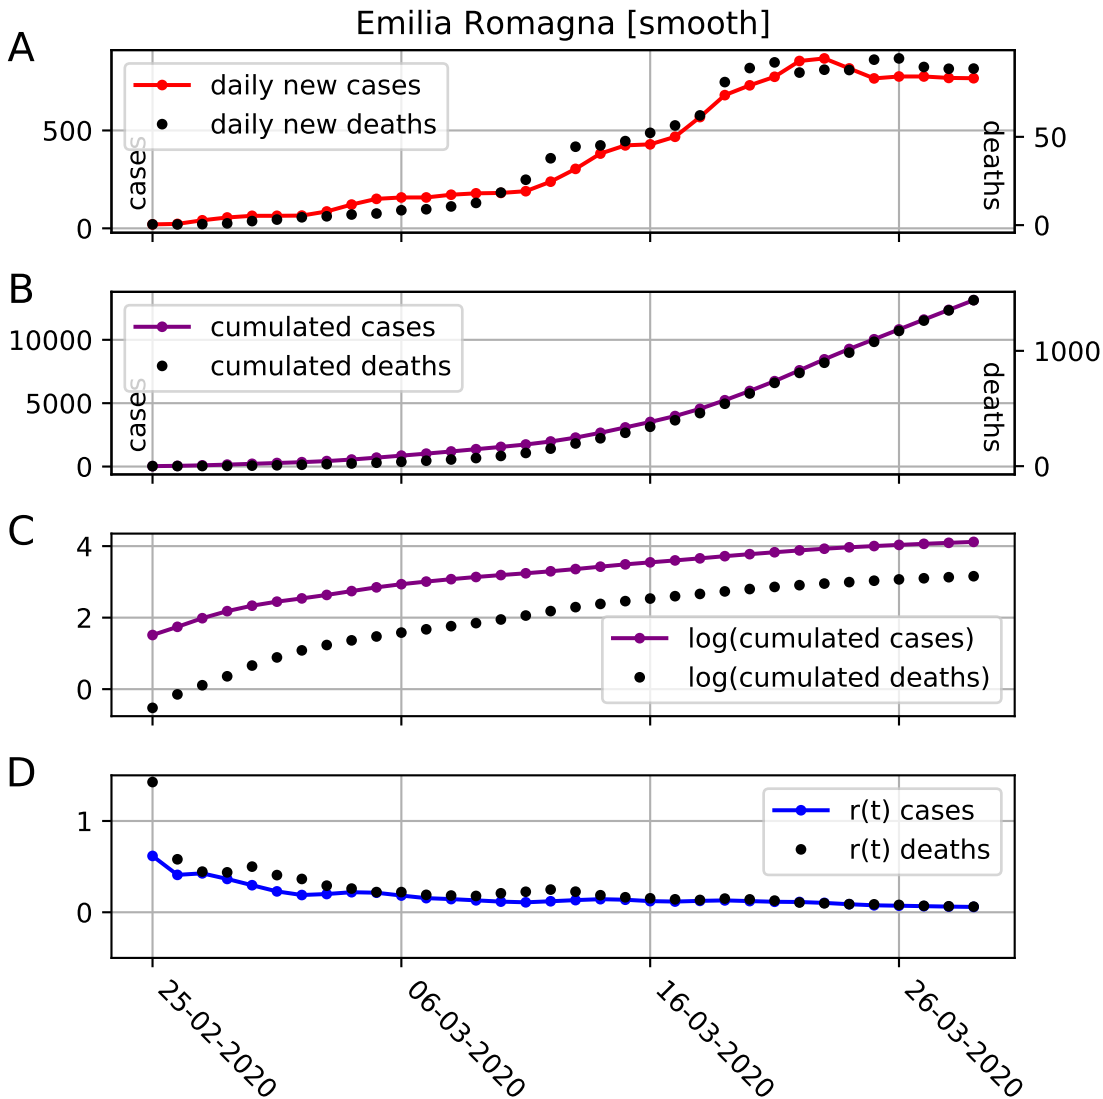 Emilia Romagna [smooth]
A
daily new cases
daily new deaths
500
0
cases
50
0
deaths
B
cumulated cases
cumulated deaths
10000
5000
0
cases
1000
0
deaths
C
4
2
0
log(cumulated cases)
log(cumulated deaths)
D
r(t) cases
r(t) deaths
1
0
25-02-2020
06-03-2020
16-03-2020
26-03-2020